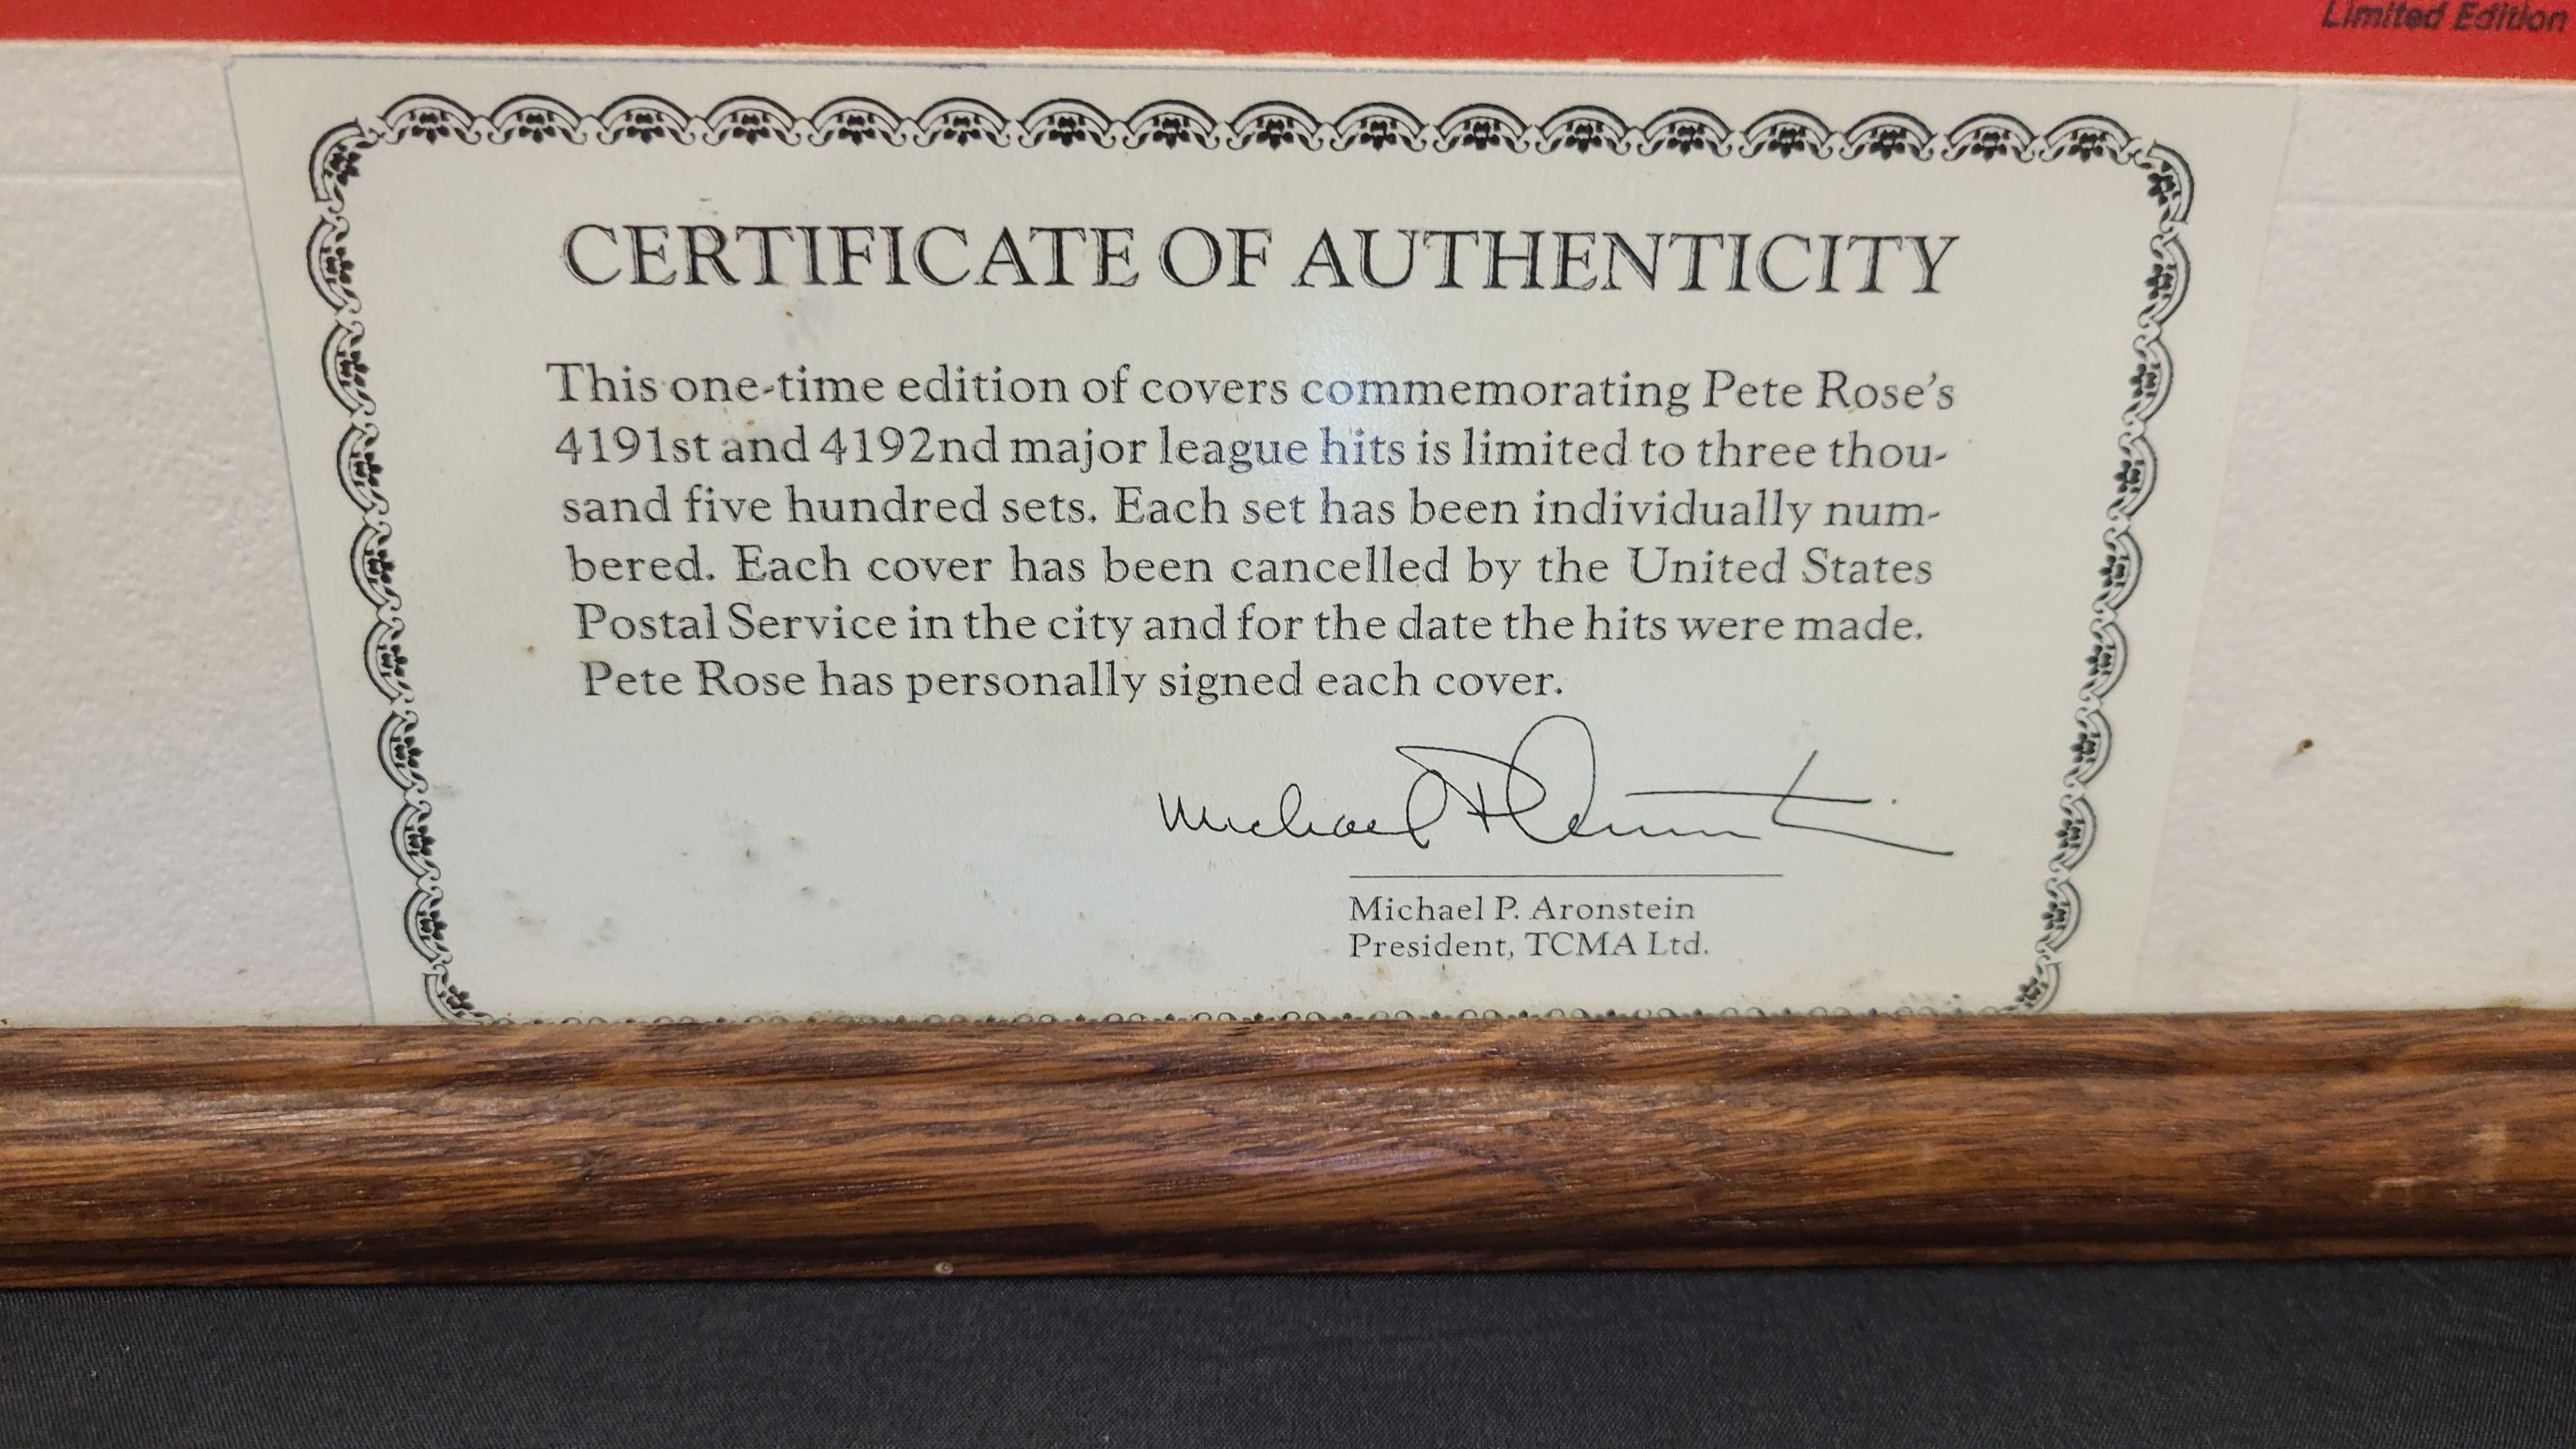 Limited Edition
CERTIFICATE OF AUTHENTICITY
This one-time edition of covers commemorating Pete Rose's
4191st and 4192nd major league hits is limited to three thou-
sand five hundred sets. Each set has been individually num-
bered. Each cover has been cancelled by the United States
Postal Service in the city and for the date the hits were made.
Pete Rose has personally signed each cover.
Michael P. Aronstein
Michael P. Aronstein
President, TCMA Ltd.